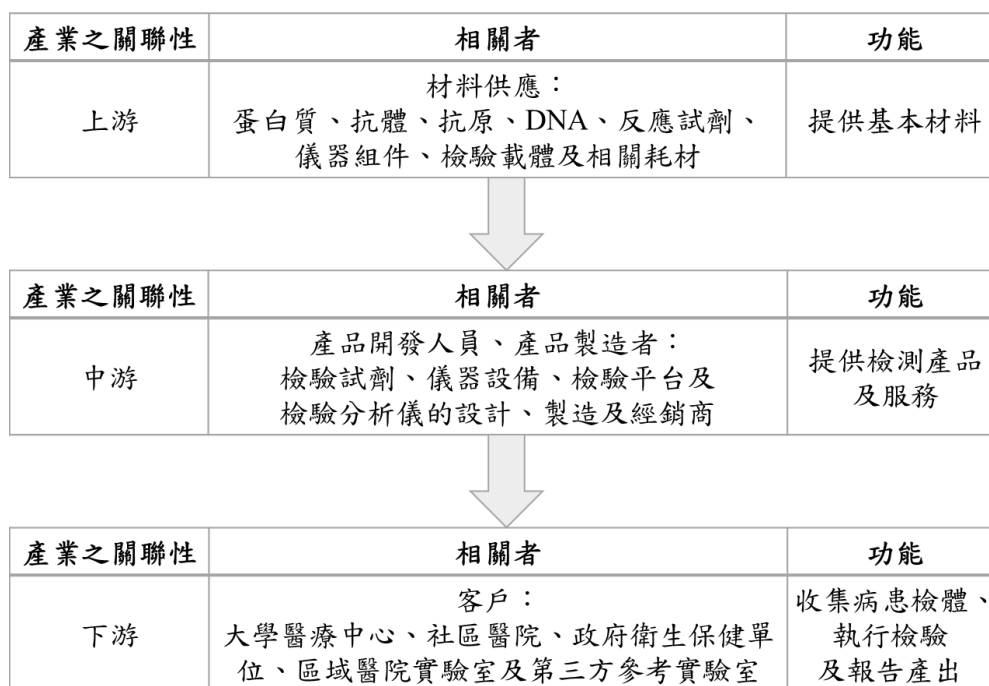 產業之關聯性 相關者 功能
上游 材料供應： 提供基本材料
蛋白質、抗體、抗原、DNA、反應試劑、
儀器組件、檢驗載體及相關耗材
產業之關聯性 相關者 功能
中游 產品開發人員、產品製造者： 提供檢測產品
檢驗試劑、儀器設備、檢驗平台及 及服務
檢驗分析儀的設計、製造及經銷商
產業之關聯性 相關者 功能
下游 客戶： 收集病患檢體、
大學醫療中心、社區醫院、政府衛生保健單 執行檢驗
位、區域醫院實驗室及第三方參考實驗室 及報告產出